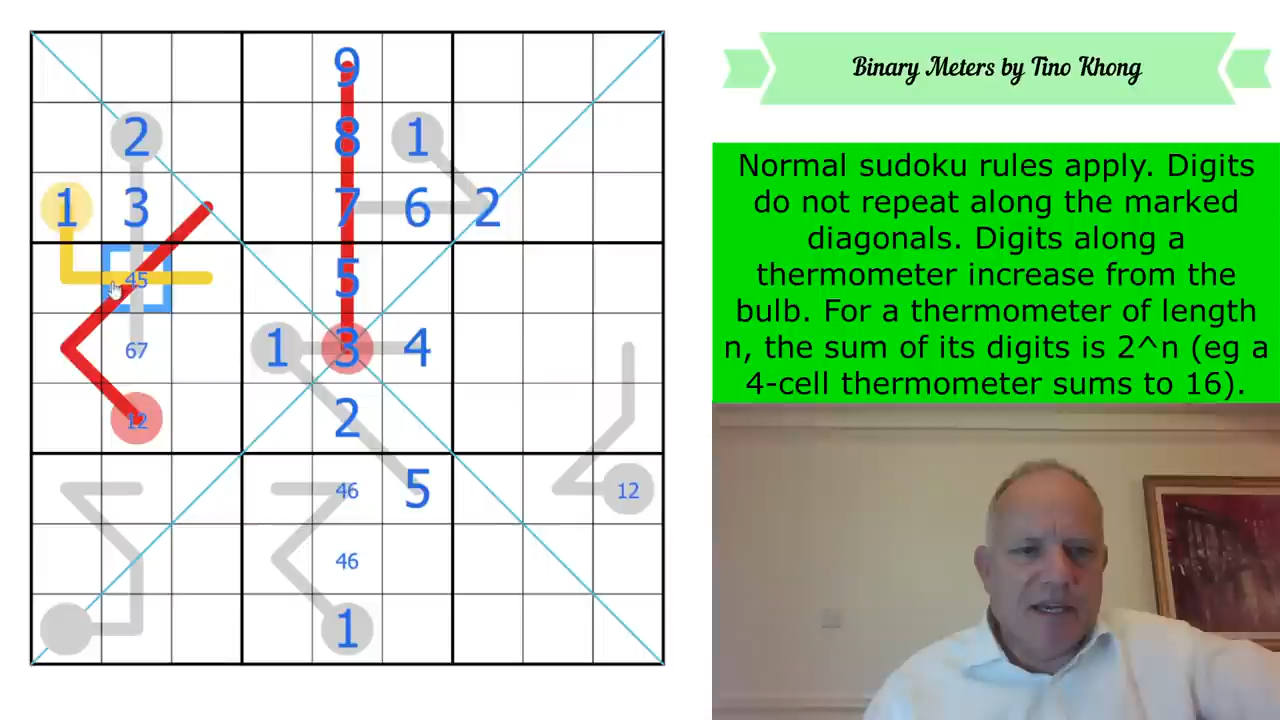 Binary Meters by Tino Khong
Normal sudoku rules apply. Digits
do not repeat along the marked
diagonals. Digits along a
thermometer increase from the
bulb. For a thermometer of length
n, the sum of its digits is 2^n (eg a
4-cell thermometer sums to 16).
9
2 8 1
1 3 7 6 2
45 5
67 1 3 4
12 2
46 5 12
46
1